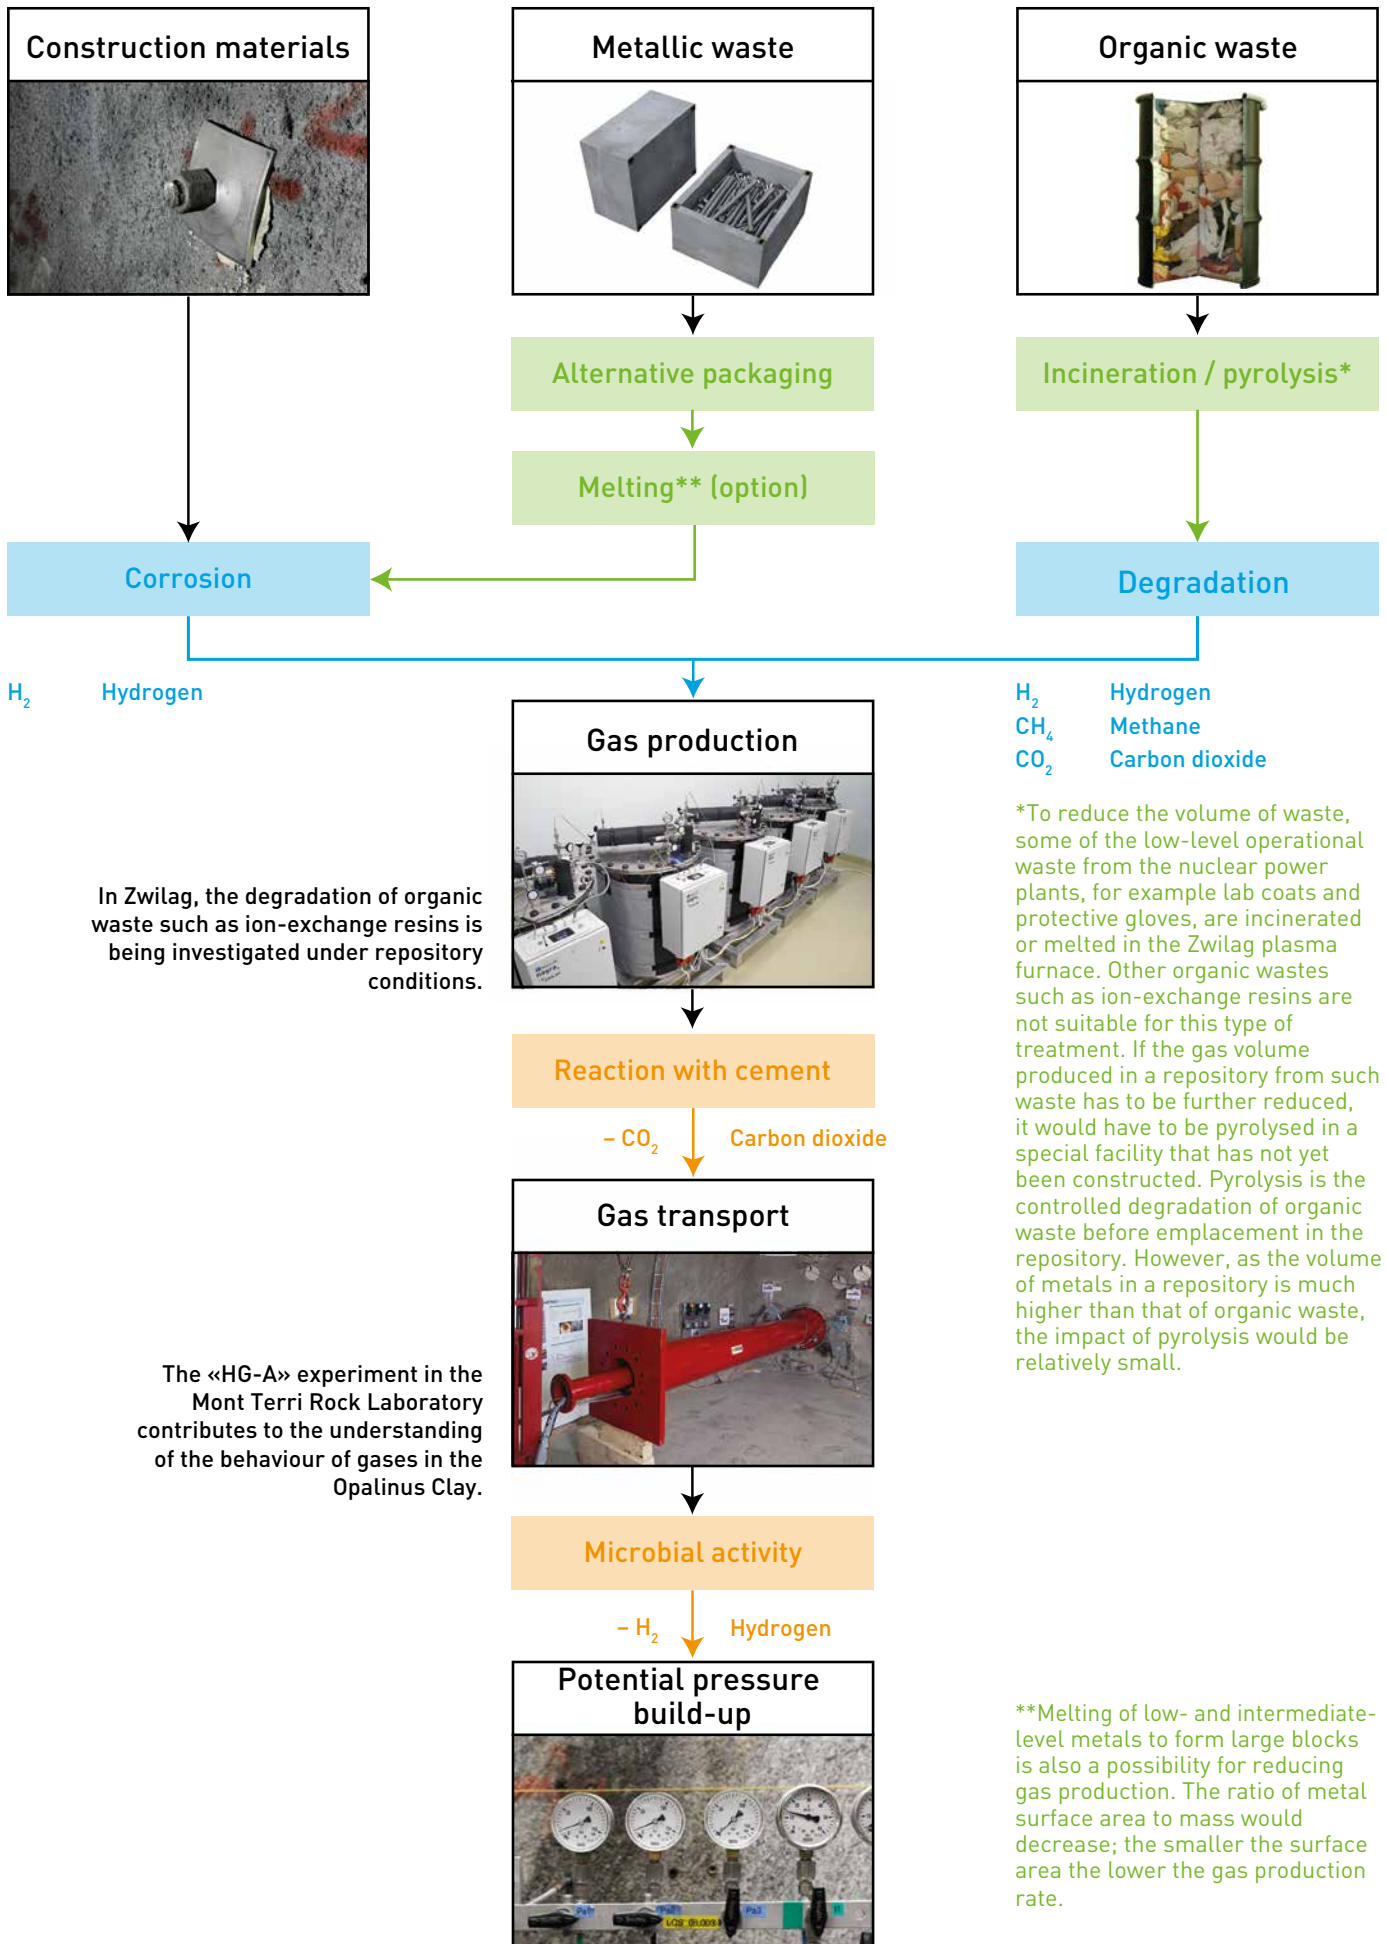 Construction materials
Metallic waste
Organic waste
Alternative packaging
Incineration / pyrolysis*
Melting** (option)
Corrosion
Degradation
H₂ Hydrogen
H₂ Hydrogen
CH₄ Methane
CO₂ Carbon dioxide
Gas production
In Zwilag, the degradation of organic
waste such as ion-exchange resins is
being investigated under repository
conditions.
*To reduce the volume of waste,
some of the low-level operational
waste from the nuclear power
plants, for example lab coats and
protective gloves, are incinerated
or melted in the Zwilag plasma
furnace. Other organic wastes
such as ion-exchange resins are
not suitable for this type of
treatment. If the gas volume
produced in a repository from such
waste has to be further reduced,
it would have to be pyrolysed in a
special facility that has not yet
been constructed. Pyrolysis is the
controlled degradation of organic
waste before emplacement in the
repository. However, as the volume
of metals in a repository is much
higher than that of organic waste,
the impact of pyrolysis would be
relatively small.
Reaction with cement
– CO₂ Carbon dioxide
Gas transport
The «HG-A» experiment in the
Mont Terri Rock Laboratory
contributes to the understanding
of the behaviour of gases in the
Opalinus Clay.
Microbial activity
– H₂ Hydrogen
Potential pressure
build-up
**Melting of low- and intermediate-
level metals to form large blocks
is also a possibility for reducing
gas production. The ratio of metal
surface area to mass would
decrease; the smaller the surface
area the lower the gas production
rate.
Pa1
Pa2
Pa3